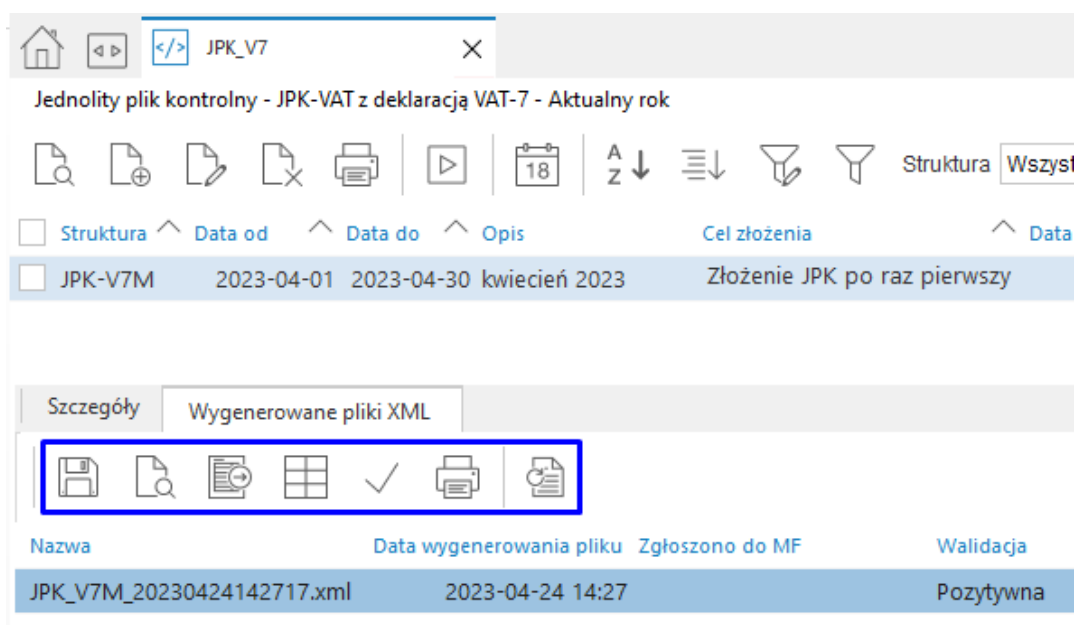 JPK_V7
Jednolity plik kontrolny - JPK-VAT z deklaracją VAT-7 - Aktualny rok
18 A Z Struktura Wszyst
Struktura Data od Data do Opis Cel złożenia Data
JPK-V7M 2023-04-01 2023-04-30 kwiecień 2023 Złożenie JPK po raz pierwszy
Szczegóły Wygenerowane pliki XML
Nazwa Data wygenerowania pliku Zgłoszono do MF Walidacja
JPK_V7M_20230424142717.xml 2023-04-24 14:27 Pozytywna